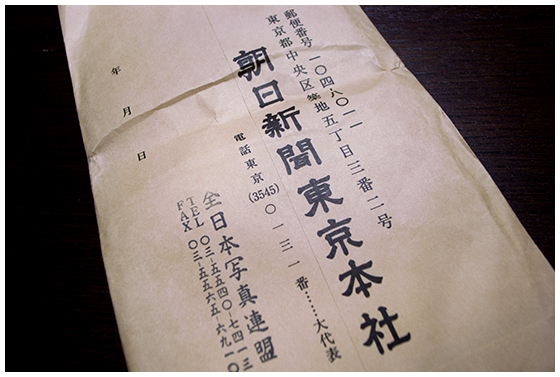 郵便番号一〇四-八〇一一
東京都中央区築地五丁目三番二号
朝日新聞東京本社
電話東京(3545)〇一三一番……大代表
全日本写真連盟
TEL 〇三-五五四〇-七四一三
FAX 〇三-五五六五-六九一〇
年 月 日